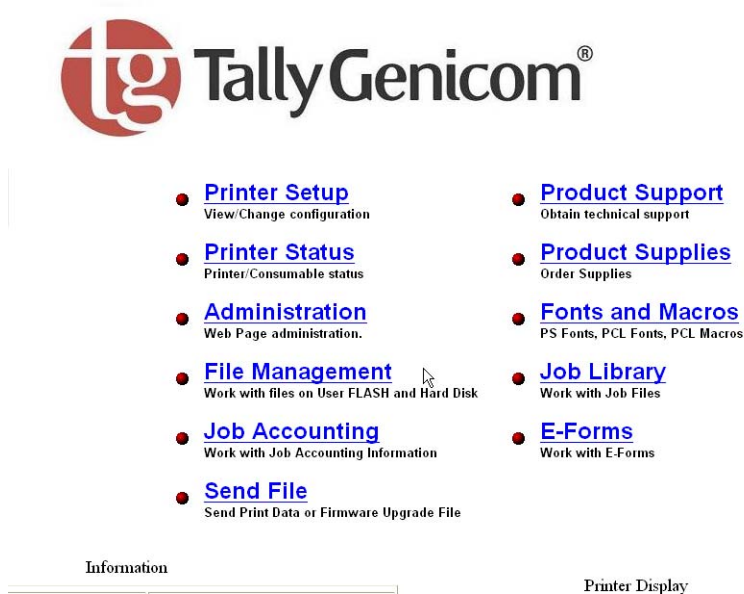 tg TallyGenicom®
Printer Setup
View/Change configuration
Printer Status
Printer/Consumable status
Administration
Web Page administration.
File Management
Work with files on User FLASH and Hard Disk
Job Accounting
Work with Job Accounting Information
Send File
Send Print Data or Firmware Upgrade File
Product Support
Obtain technical support
Product Supplies
Order Supplies
Fonts and Macros
PS Fonts, PCL Fonts, PCL Macros
Job Library
Work with Job Files
E-Forms
Work with E-Forms
Information
Printer Display